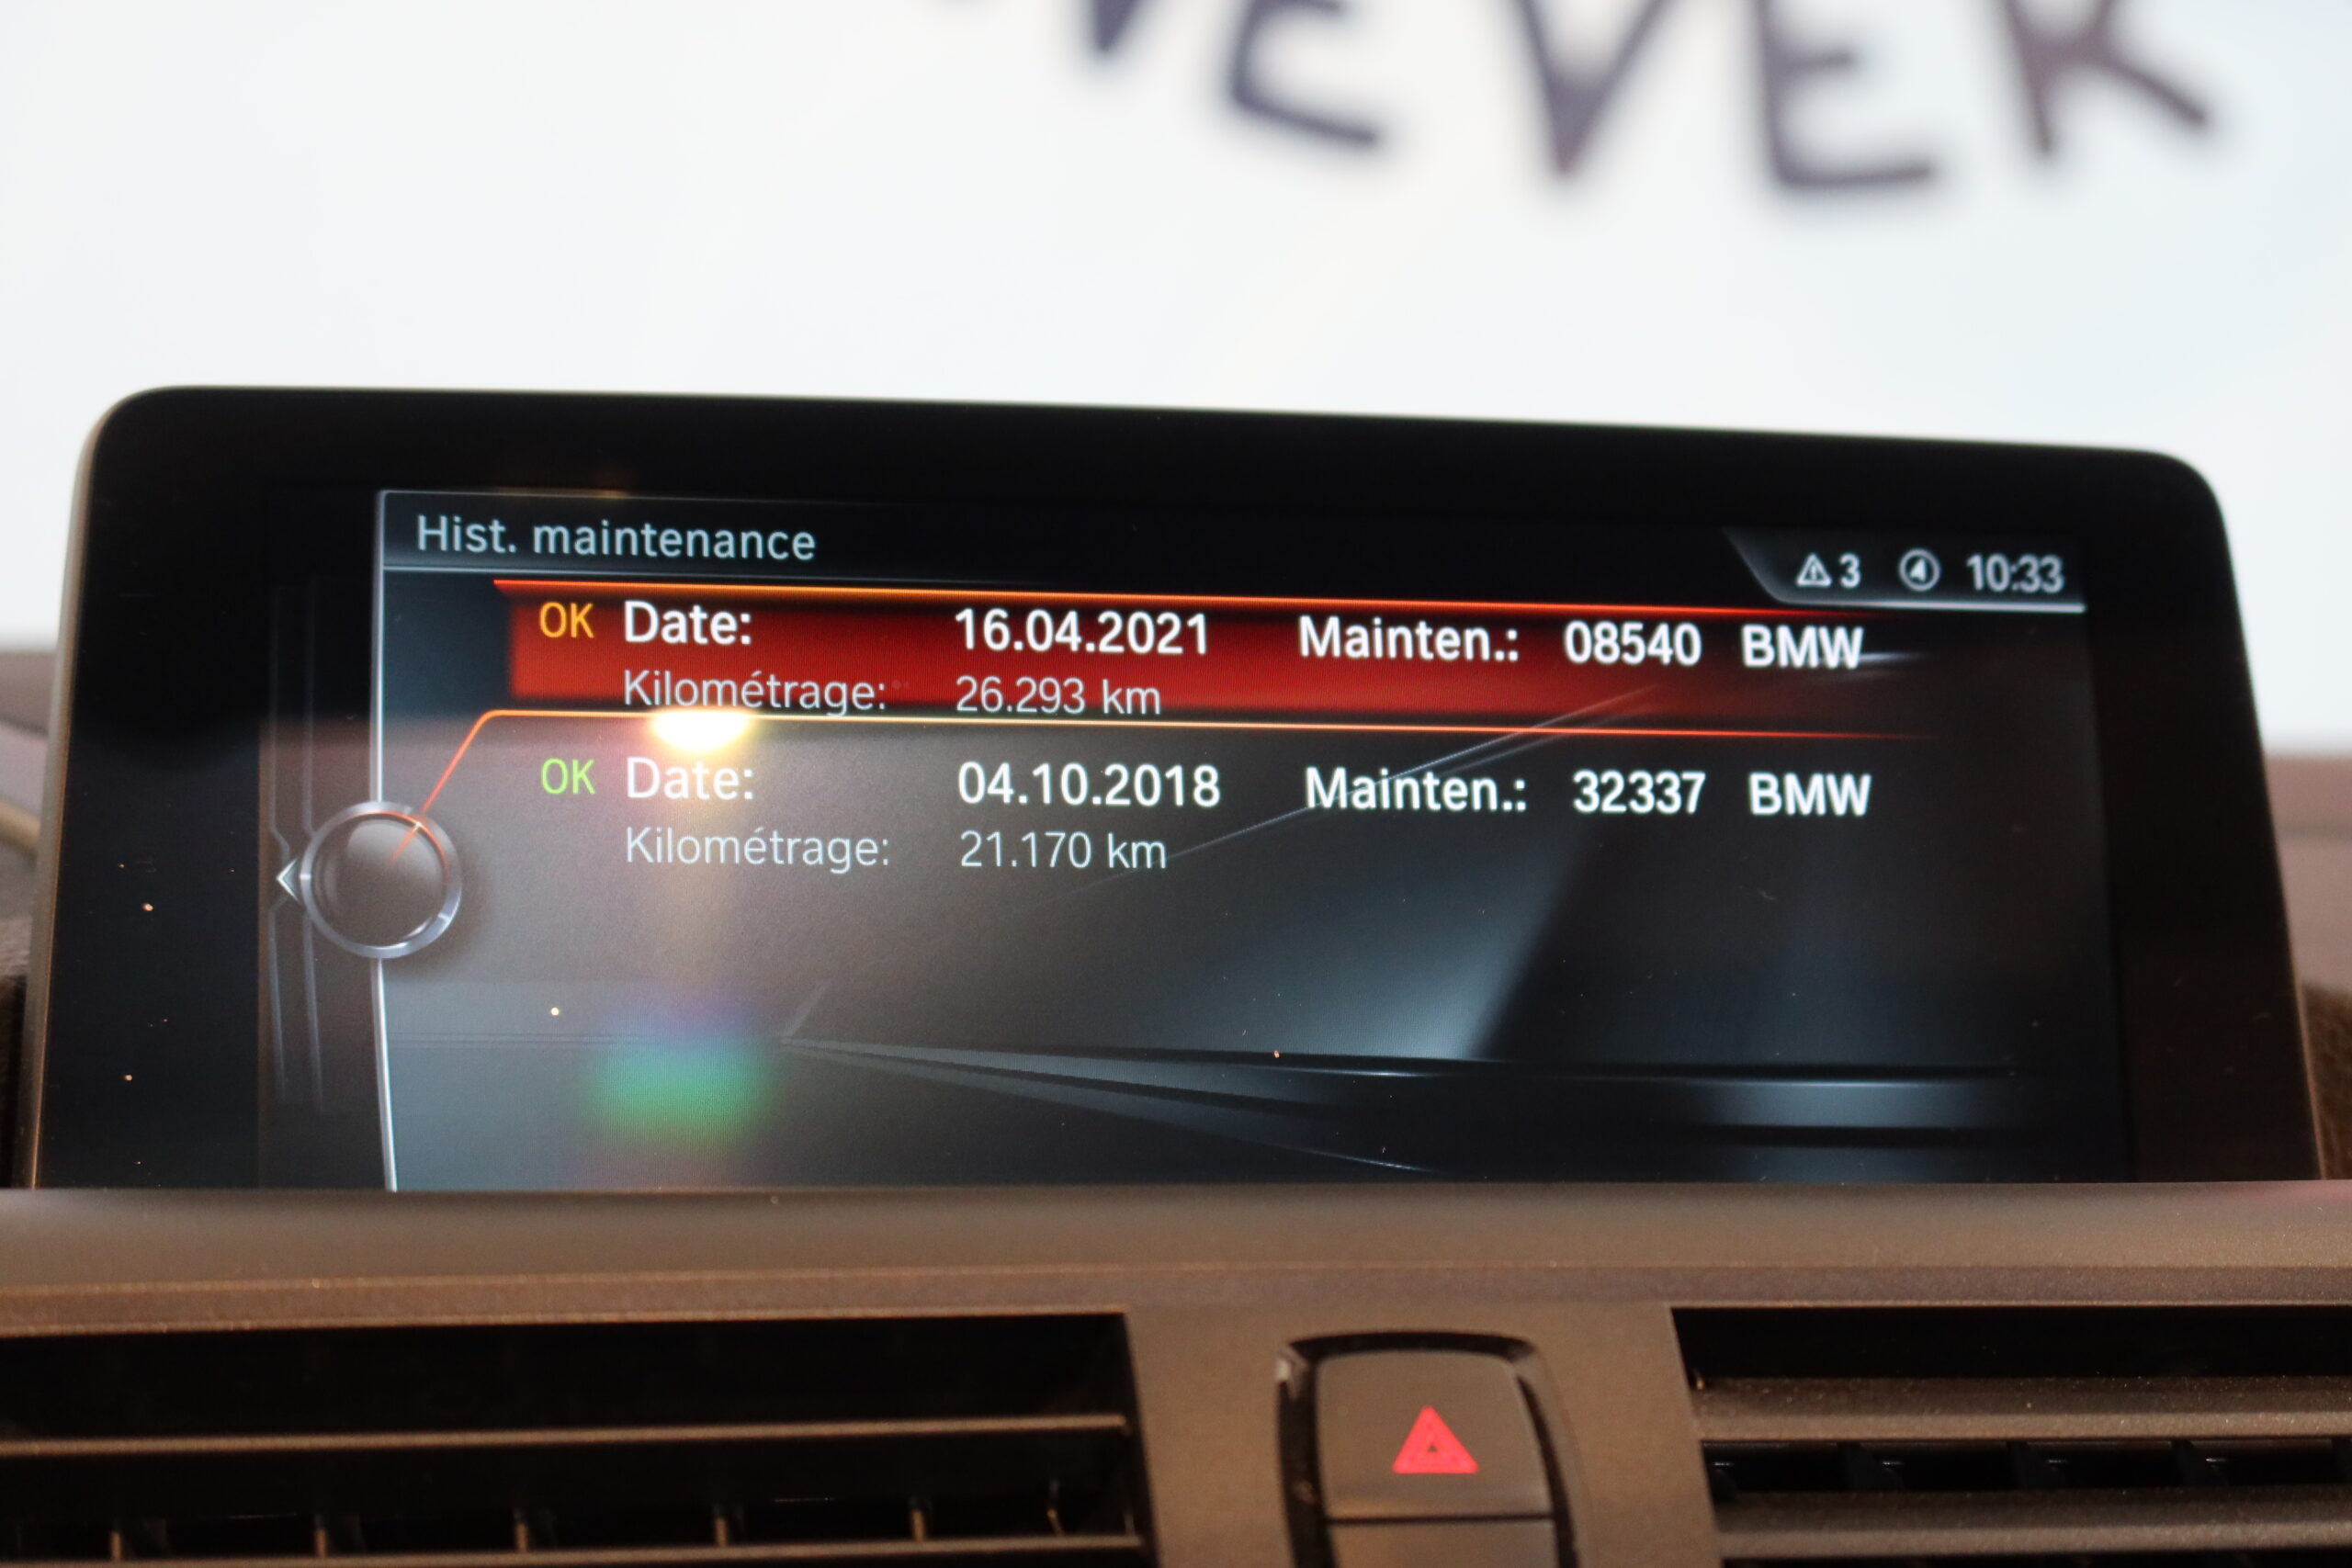 EVER
Hist. maintenance
3 10:33
OK Date: 16.04.2021 Mainten.: 08540 BMW
Kilométrage: 26.293 km
OK Date: 04.10.2018 Mainten.: 32337 BMW
Kilométrage: 21.170 km